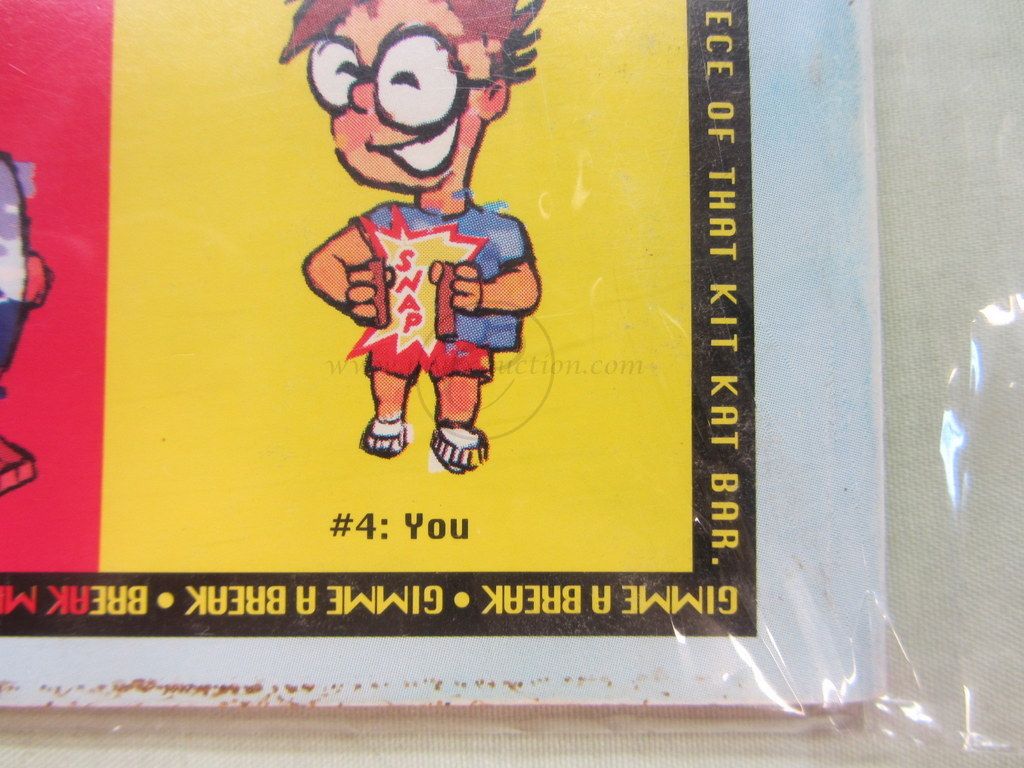 ECE OF THAT KIT KAT BAR.
SNAP
#4: You
GIMME A BREAK • GIMME A BREAK • BREAK